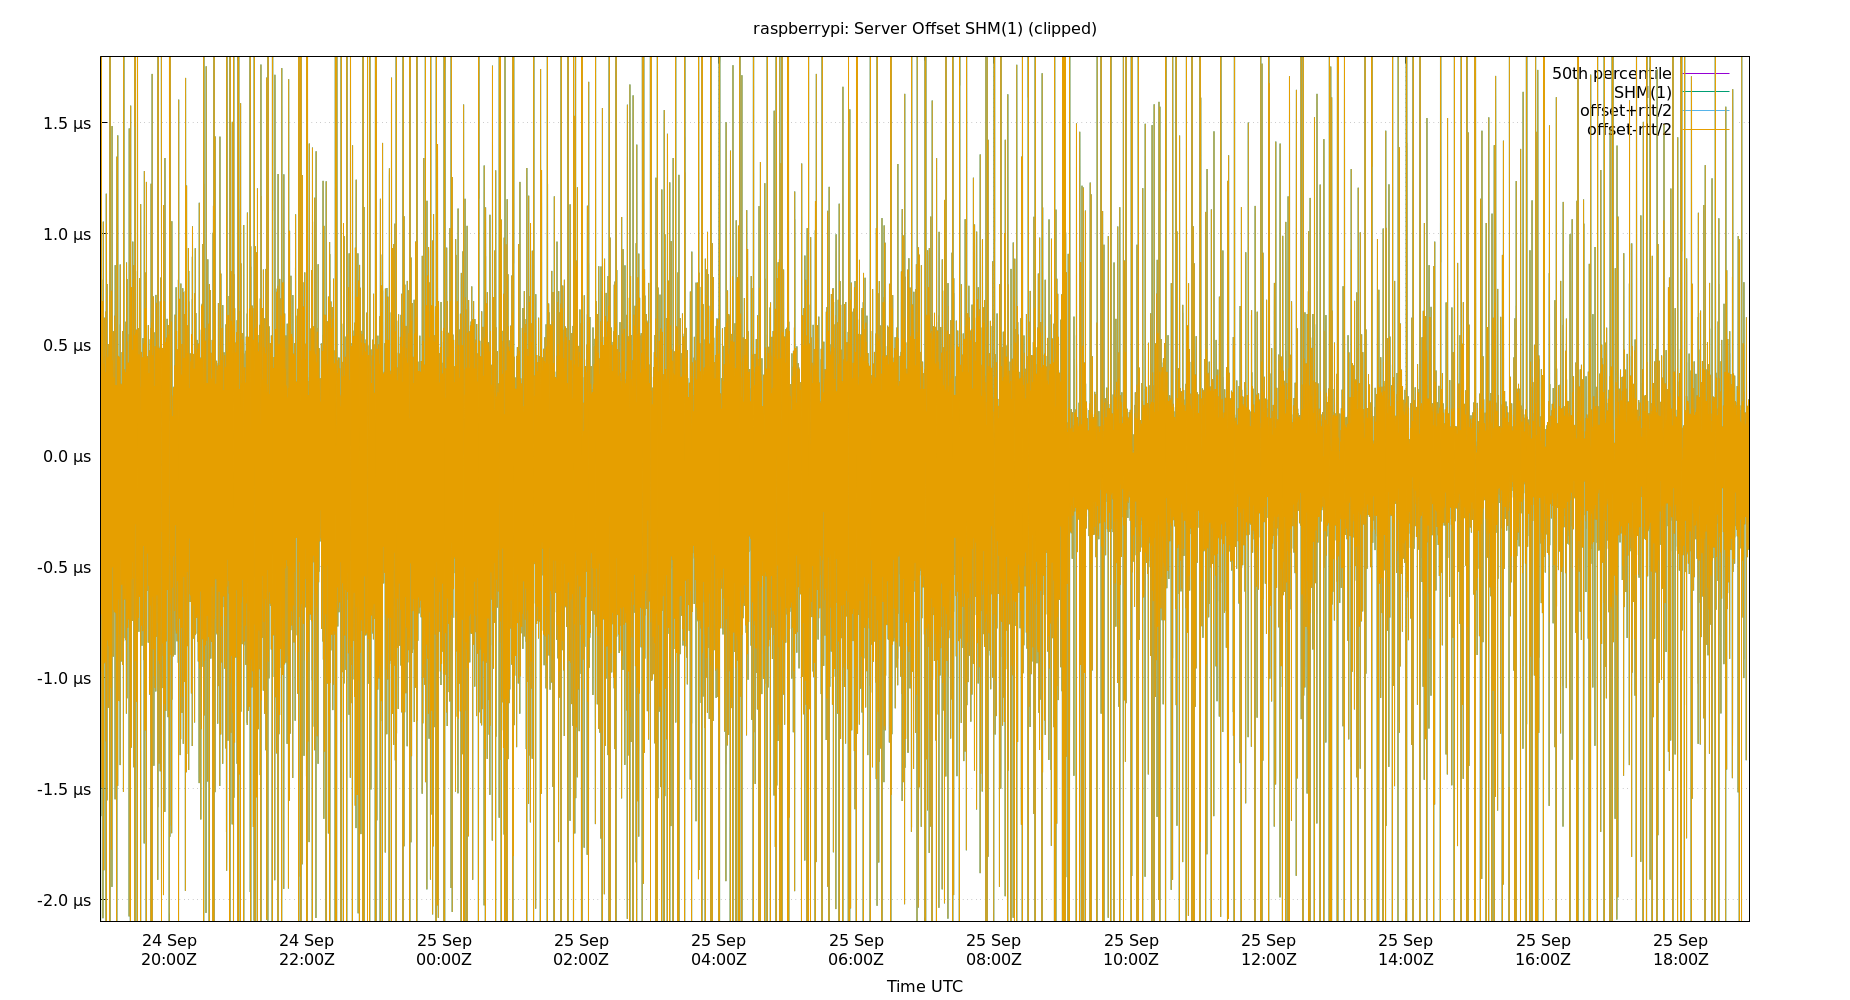 raspberrypi: Server Offset SHM(1) (clipped)
50th percentile
SHM(1)
offset+rtt/2
offset-rtt/2
1.5 µs
1.0 µs
0.5 µs
0.0 µs
-0.5 µs
-1.0 µs
-1.5 µs
-2.0 µs
24 Sep 24 Sep 25 Sep 25 Sep 25 Sep 25 Sep 25 Sep 25 Sep 25 Sep 25 Sep 25 Sep 25 Sep
20:00Z 22:00Z 00:00Z 02:00Z 04:00Z 06:00Z 08:00Z 10:00Z 12:00Z 14:00Z 16:00Z 18:00Z
Time UTC